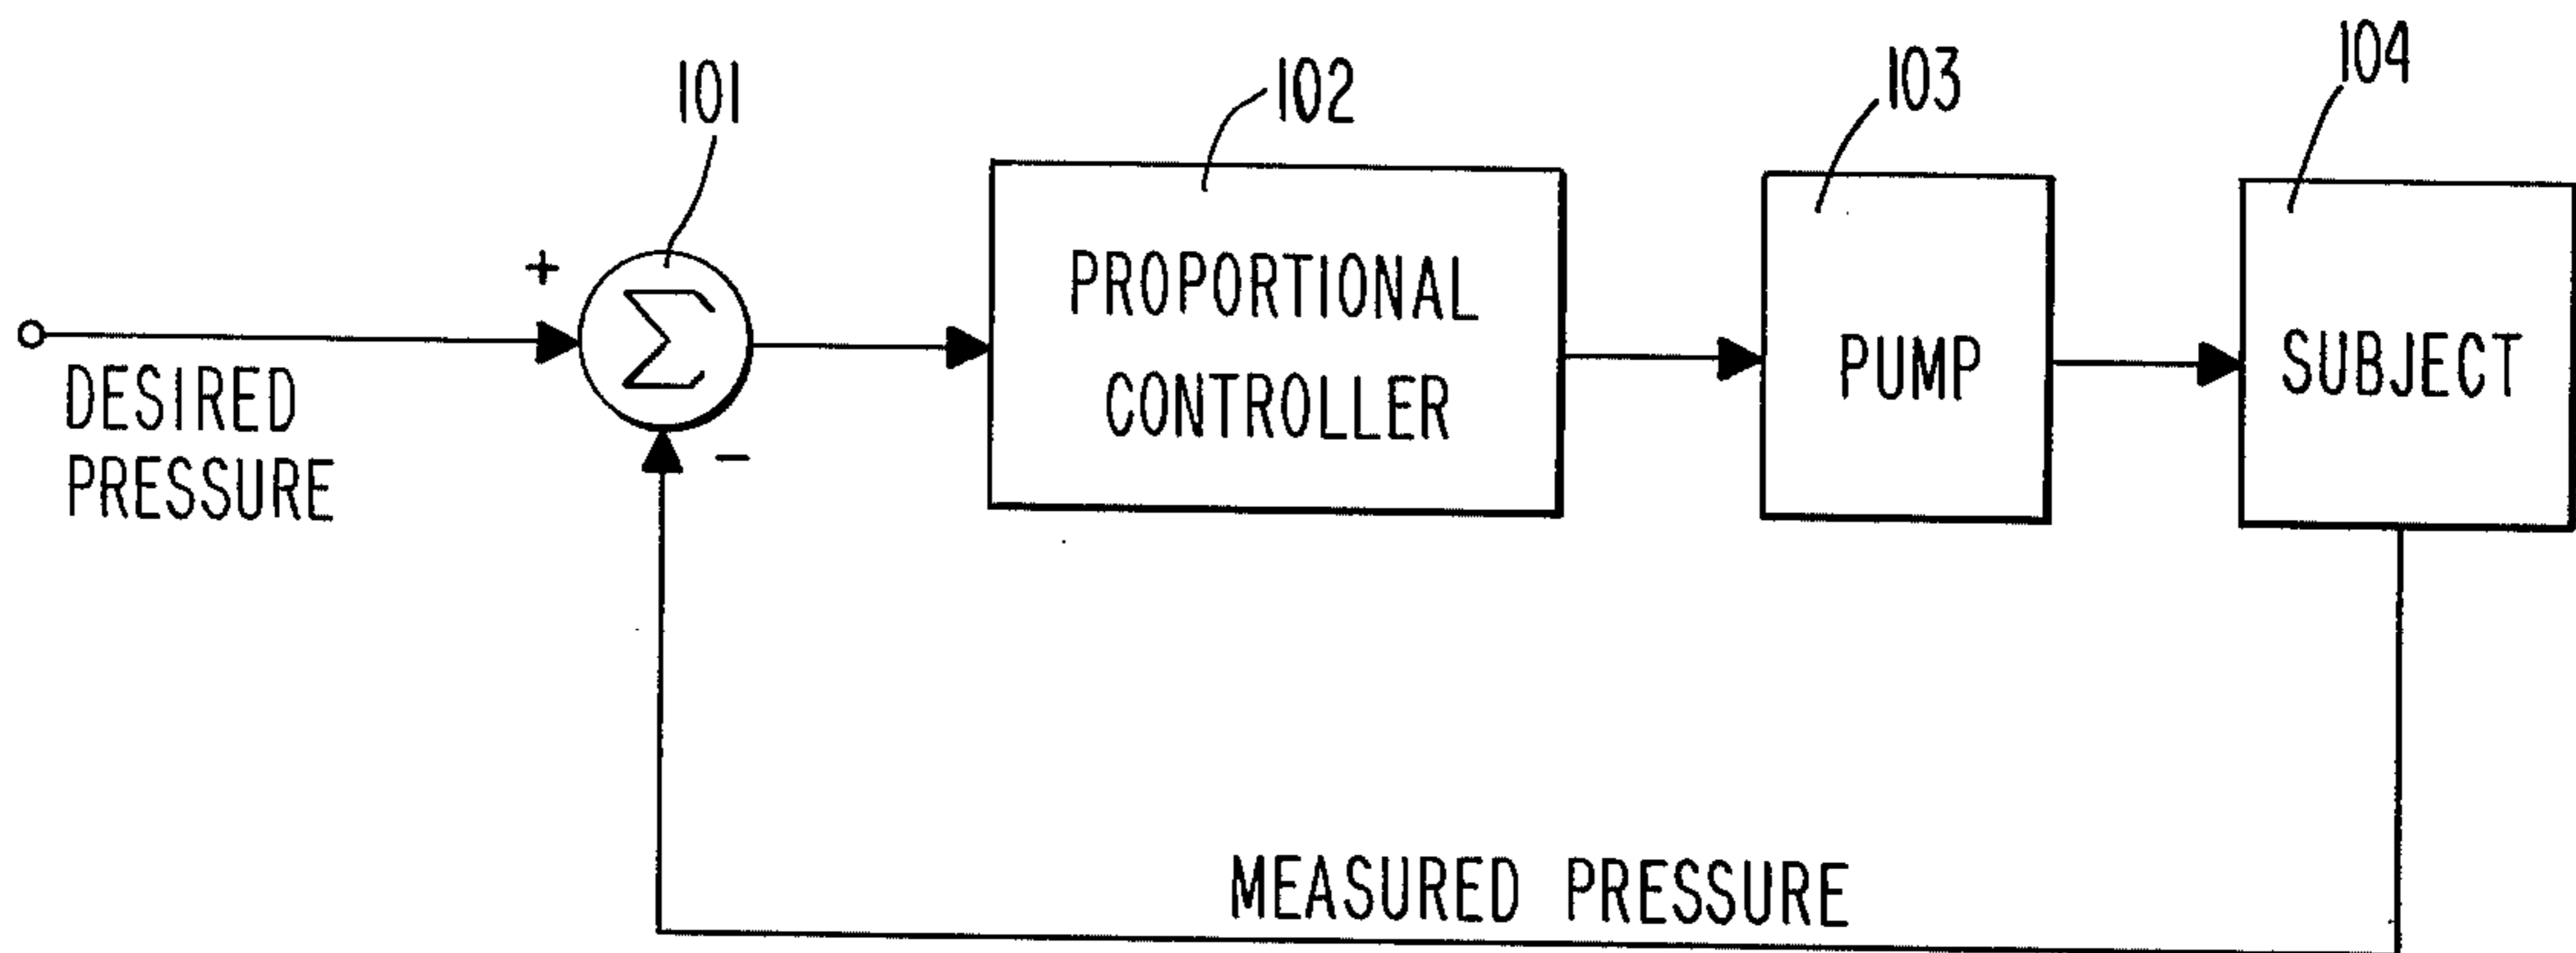 101
102
103
104
+
Σ
PROPORTIONAL
CONTROLLER
PUMP
SUBJECT
DESIRED
PRESSURE
−
MEASURED PRESSURE